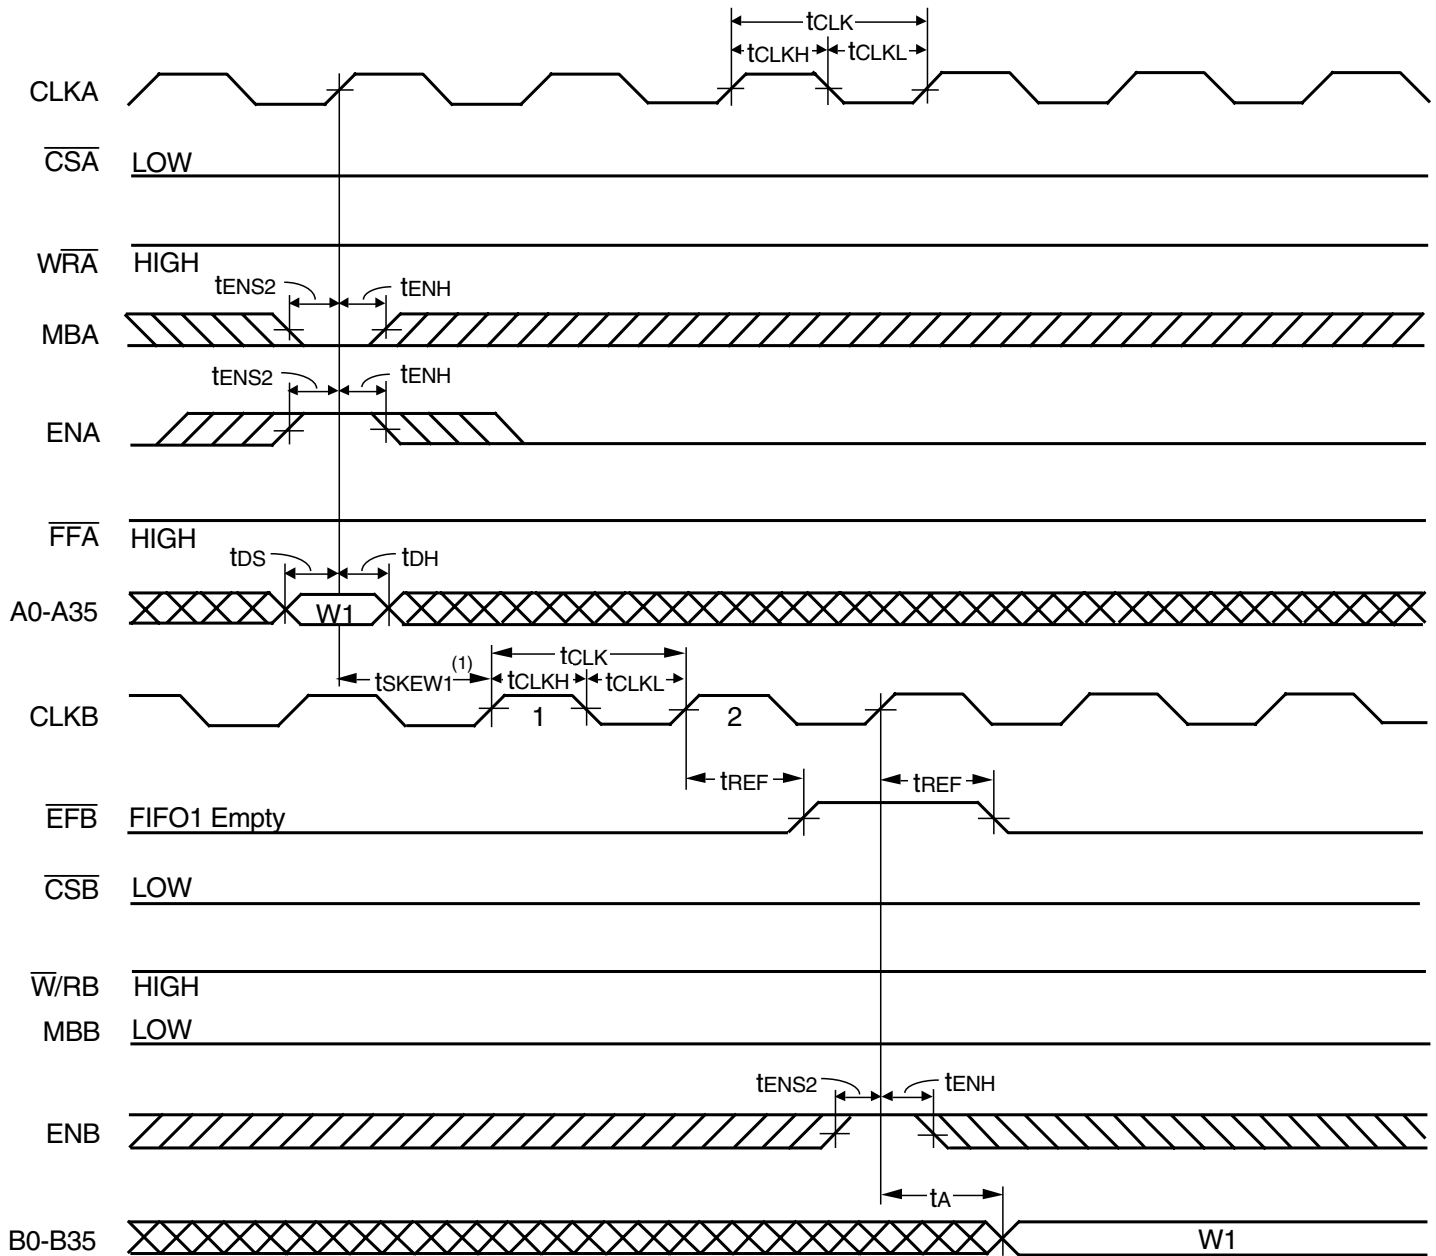 tCLK
tCLKH tCLKL
CLKA
CSA LOW
WRA HIGH
tENS2 tENH
MBA
tENS2 tENH
ENA
FFA HIGH
tDS tDH
A0-A35 W1
tSKEW1(1) tCLK
tCLKH tCLKL
CLKB 1 2
tREF tREF
EFB FIFO1 Empty
CSB LOW
W/RB HIGH
MBB LOW
tENS2 tENH
ENB
tA
B0-B35 W1